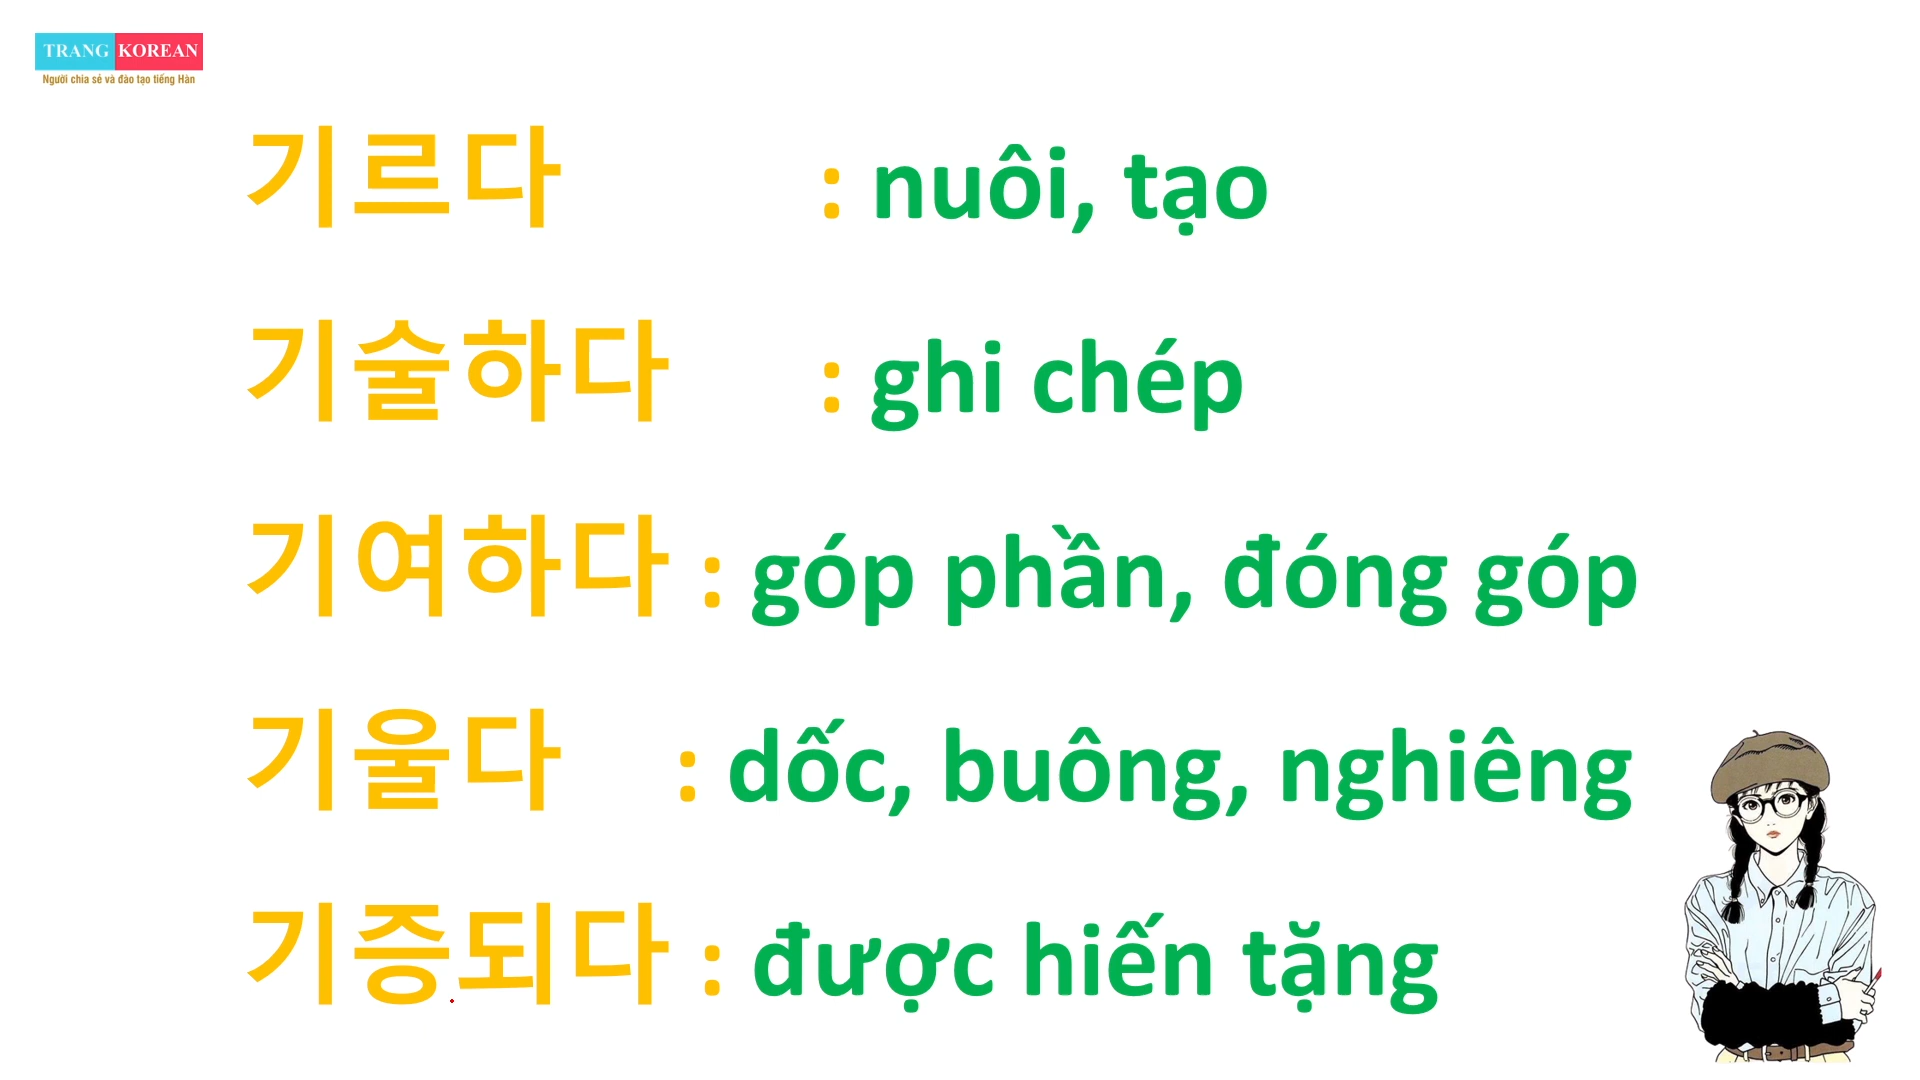 TRANG KOREAN
Người chia sẻ và đào tạo tiếng Hàn
기르다 : nuôi, tạo
기술하다 : ghi chép
기여하다 : góp phần, đóng góp
기울다 : dốc, buông, nghiêng
기증되다 : được hiến tặng